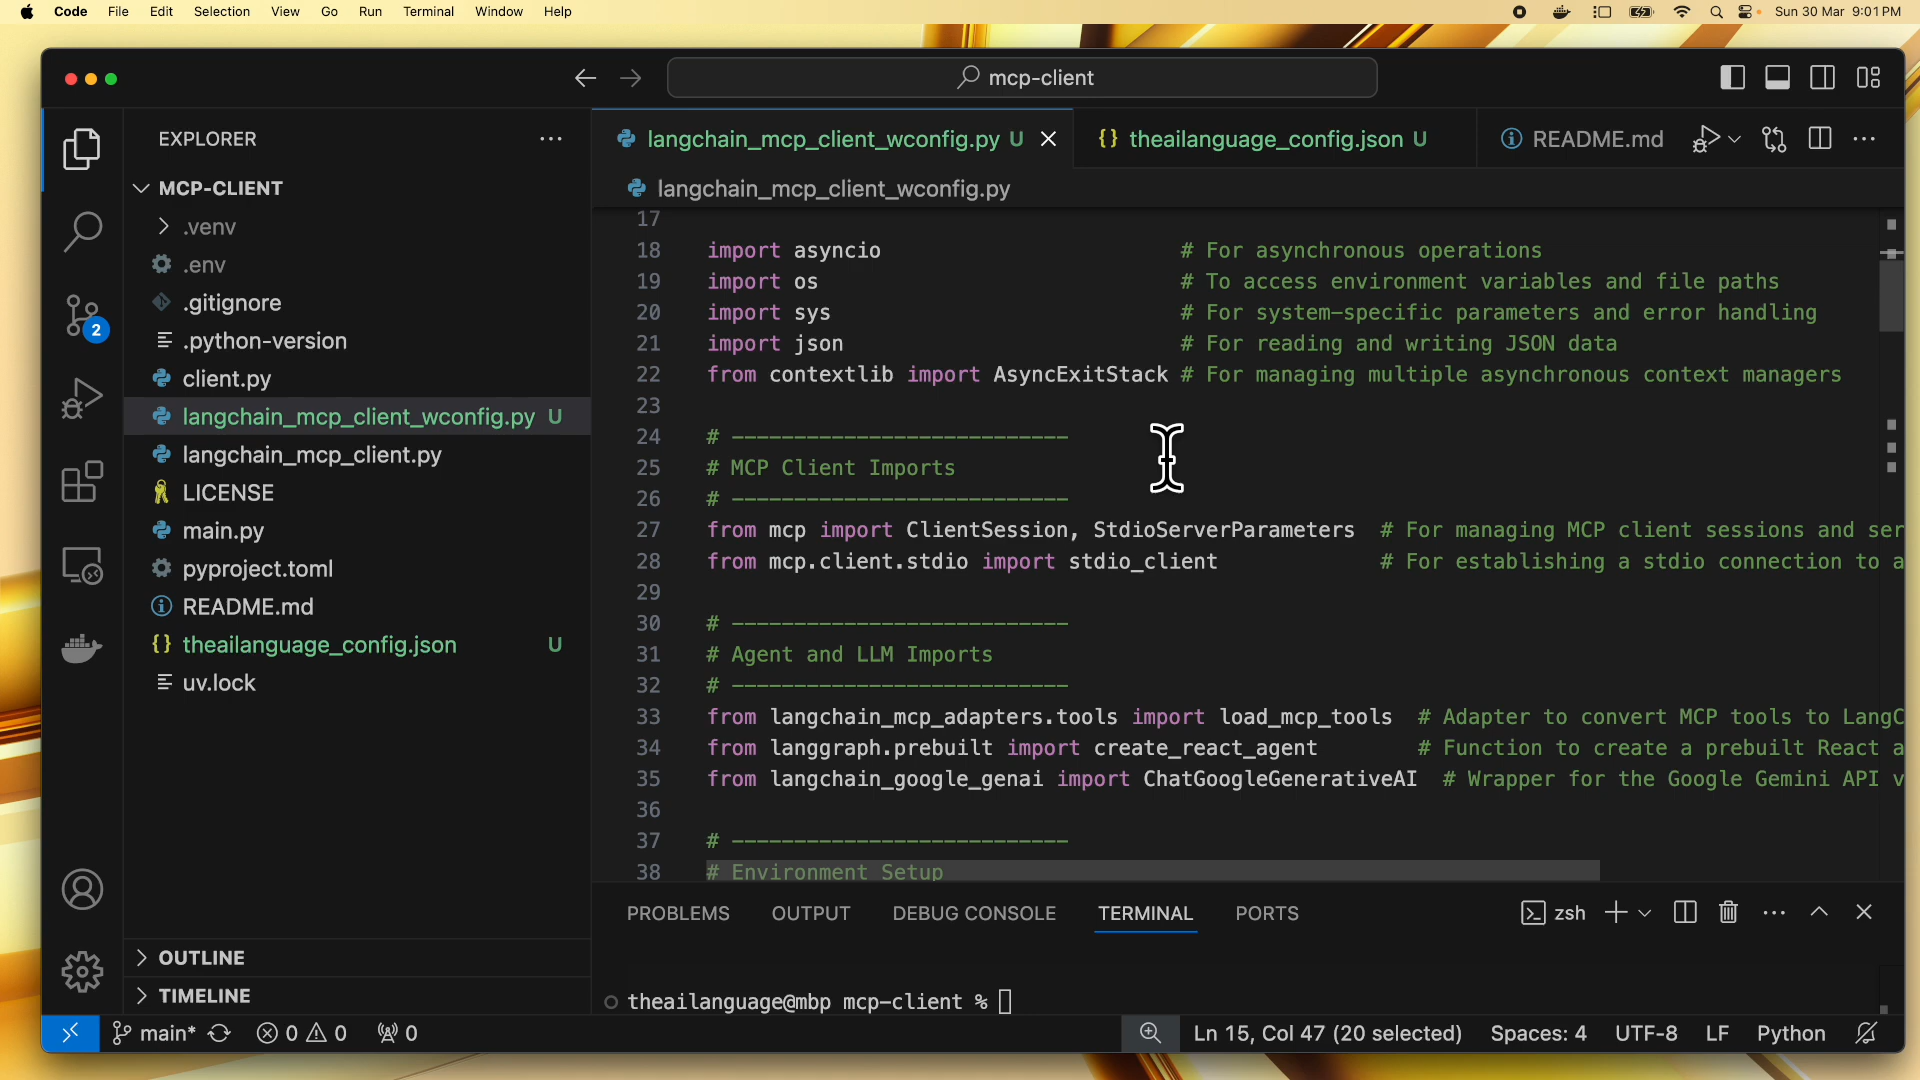 Code File Edit Selection View Go Run Terminal Window Help
Sun 30 Mar 9:01 PM
mcp-client
EXPLORER
MCP-CLIENT
.venv
.env
.gitignore
.python-version
client.py
langchain_mcp_client_wconfig.py U
langchain_mcp_client.py
LICENSE
main.py
pyproject.toml
README.md
theailanguage_config.json U
uv.lock
OUTLINE
TIMELINE
2
langchain_mcp_client_wconfig.py U
theailanguage_config.json U
README.md
langchain_mcp_client_wconfig.py
17
18 import asyncio # For asynchronous operations
19 import os # To access environment variables and file paths
20 import sys # For system-specific parameters and error handling
21 import json # For reading and writing JSON data
22 from contextlib import AsyncExitStack # For managing multiple asynchronous context managers
23
24 # ---------------------------
25 # MCP Client Imports
26 # ---------------------------
27 from mcp import ClientSession, StdioServerParameters # For managing MCP client sessions and ser
28 from mcp.client.stdio import stdio_client # For establishing a stdio connection to a
29
30 # ---------------------------
31 # Agent and LLM Imports
32 # ---------------------------
33 from langchain_mcp_adapters.tools import load_mcp_tools # Adapter to convert MCP tools to LangC
34 from langgraph.prebuilt import create_react_agent # Function to create a prebuilt React a
35 from langchain_google_genai import ChatGoogleGenerativeAI # Wrapper for the Google Gemini API v
36
37 # ---------------------------
38 # Environment Setup
PROBLEMS OUTPUT DEBUG CONSOLE TERMINAL PORTS
zsh
theailanguage@mbp mcp-client %
main* 0 0 0
Ln 15, Col 47 (20 selected) Spaces: 4 UTF-8 LF Python